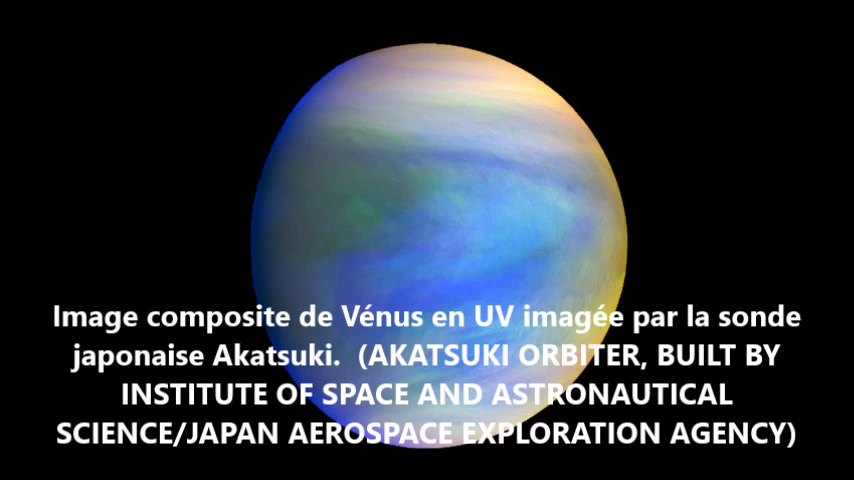 Image composite de Vénus en UV imagée par la sonde
japonaise Akatsuki.  (AKATSUKI ORBITER, BUILT BY
INSTITUTE OF SPACE AND ASTRONAUTICAL
SCIENCE/JAPAN AEROSPACE EXPLORATION AGENCY)